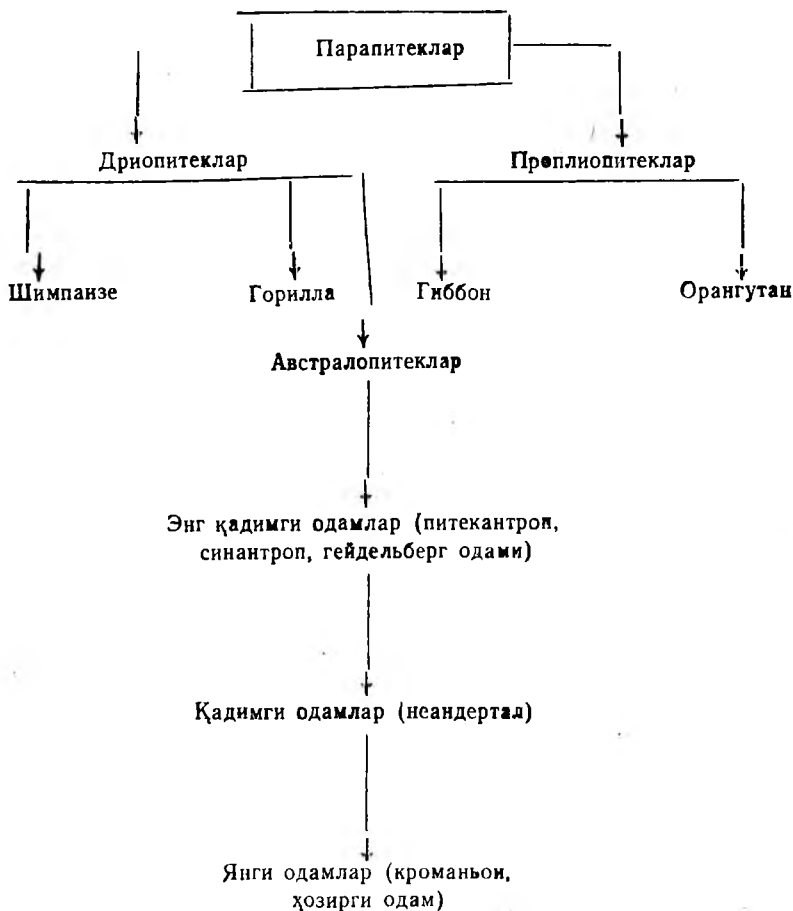 Парапитеклар
Дриопитеклар
Проплиопитеклар
Шимпанзе
Горилла
Гиббон
Орангутан
Австралопитеклар
Энг қадимги одамлар (питекантроп,
синантроп, гейдельберг одами)
Қадимги одамлар (неандертал)
Янги одамлар (кроманьон,
ҳозирги одам)